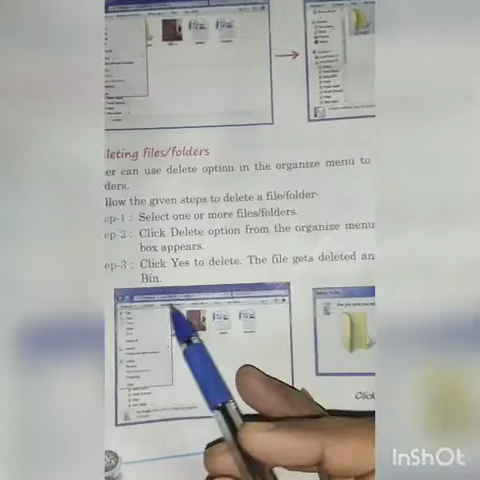 leting files/folders
er can use delete option in the organize menu to
ders.
llow the given steps to delete a file/folder-
ep-1 : Select one or more files/folders.
ep-2 : Click Delete option from the organize menu
box appears.
ep-3 : Click Yes to delete. The file gets deleted an
Bin.
Click
InShOt